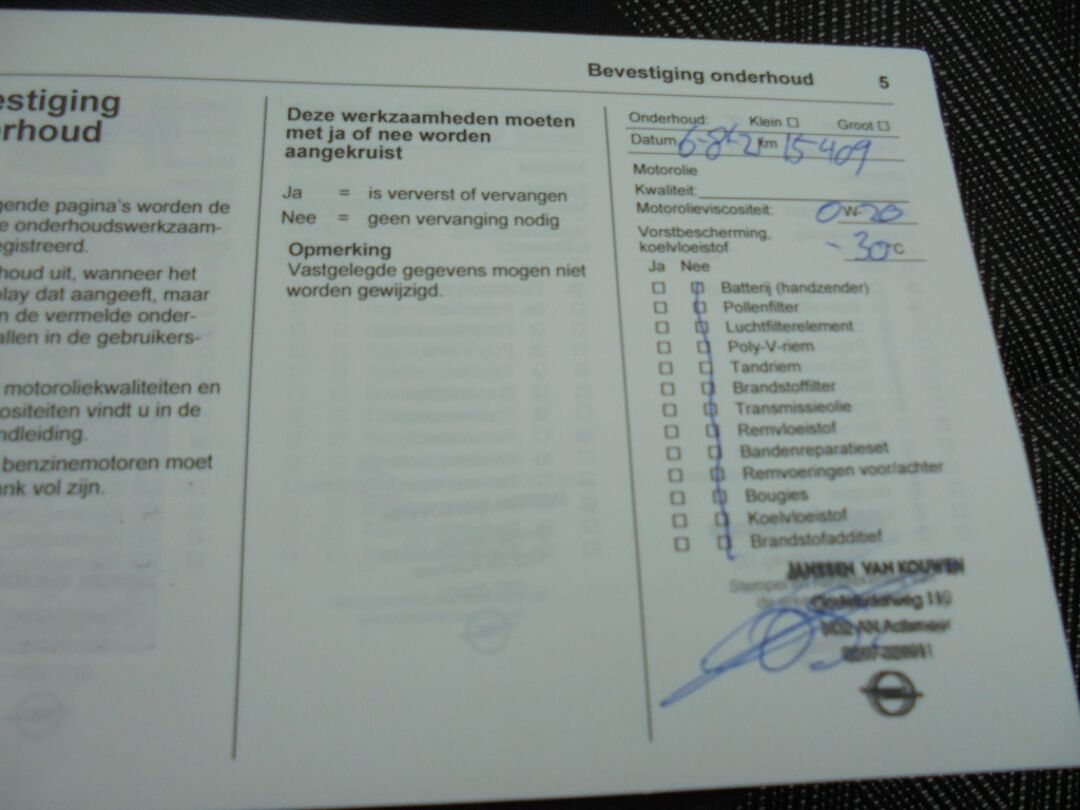 Bevestiging onderhoud 5
estiging
erhoud
gende pagina's worden de
e onderhoudswerkzaam-
egistreerd.
houd uit, wanneer het
play dat aangeeft, maar
n de vermelde onder-
allen in de gebruikers-
motoroliekwaliteiten en
ositeiten vindt u in de
ndleiding.
benzinemotoren moet
ank vol zijn.
Deze werkzaamheden moeten
met ja of nee worden
aangekruist
Ja = is ververst of vervangen
Nee = geen vervanging nodig
Opmerking
Vastgelegde gegevens mogen niet
worden gewijzigd.
Onderhoud: Klein Groot
Datum 6-8-21 Km 15409
Motorolie
Kwaliteit:
Motorolieviscositeit: 0W-20
Vorstbescherming,
koelvloeistof -30°C
Ja Nee
Batterij (handzender)
Pollenfilter
Luchtfilterelement
Poly-V-riem
Tandriem
Brandstoffilter
Transmissieolie
Remvloeistof
Bandenreparatieset
Remvoeringen voor/achter
Bougies
Koelvloeistof
Brandstofadditief
JANSSEN VAN KOUWEN
Stempel